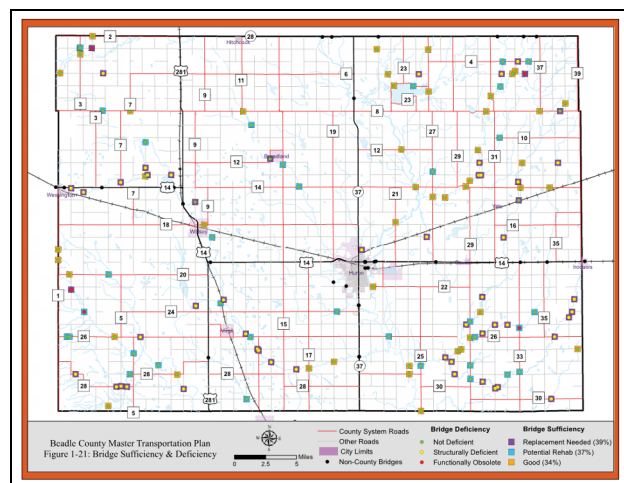 2
Hitchcock
28
4
37
39
281
11
6
23
23
3
7
9
8
3
19
27
10
7
9
12
Broadland
12
29
31
14
37
21
Wessington
7
14
9
18
Wolsey
16
14
14
Huron
29
14
35
Iroquois
20
1
22
5
24
15
35
26
Virgil
26
17
25
33
28
28
28
37
30
30
5
281
Beadle County Master Transportation Plan
Figure 1-21: Bridge Sufficiency & Deficiency
0 2.5 5 Miles
County System Roads
Other Roads
City Limits
Non-County Bridges
Bridge Deficiency
Not Deficient
Structurally Deficient
Functionally Obsolete
Bridge Sufficiency
Replacement Needed (39%)
Potential Rehab (37%)
Good (34%)